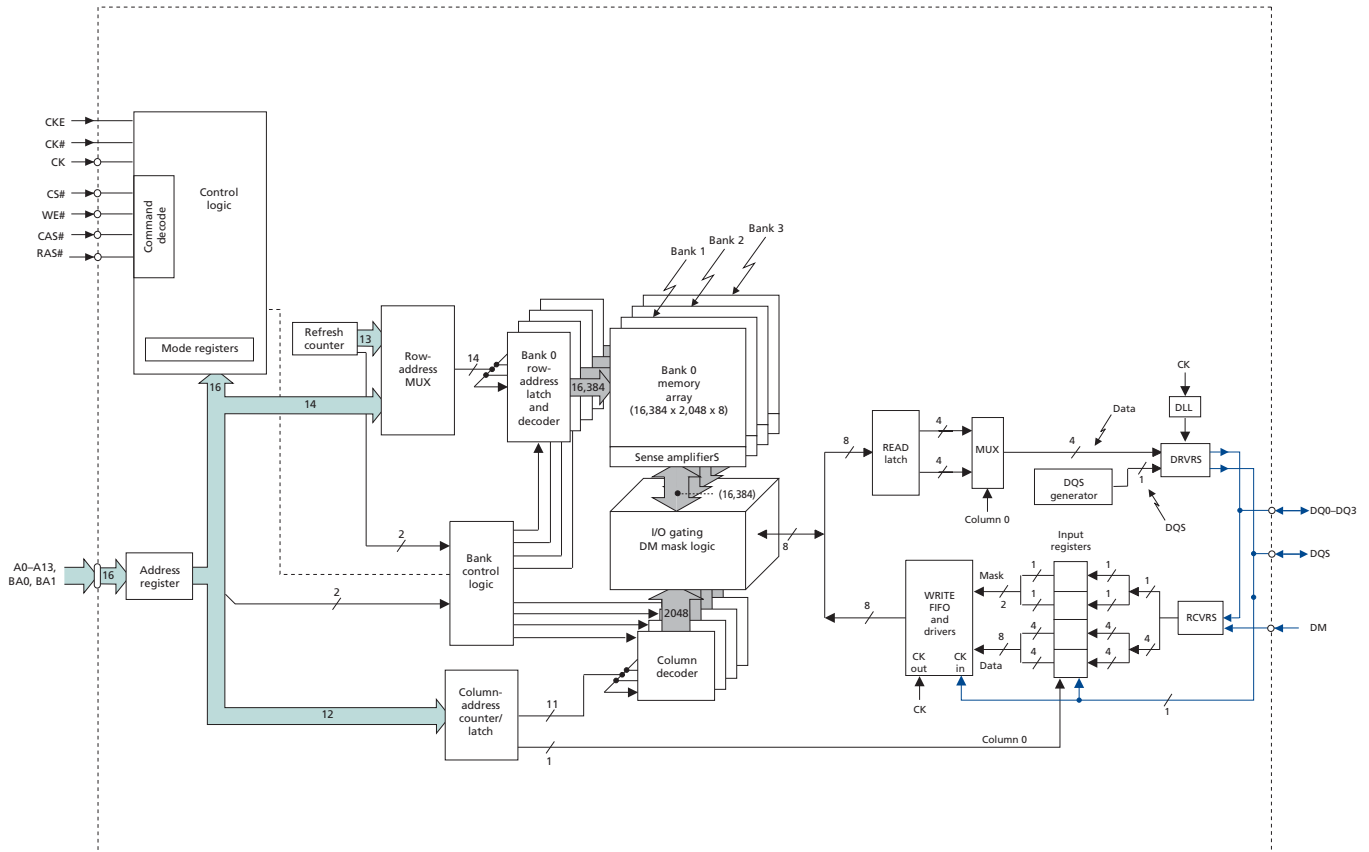 CKE
CK#
CK
CS#
WE#
CAS#
RAS#
Command
decode
Control
logic
Mode registers
Refresh
counter
13
Row-
address
MUX
14
16
14
Bank 0
row-
address
latch
and
decoder
16,384
Bank 1
Bank 2
Bank 3
Bank 0
memory
array
(16,384 x 2,048 x 8)
Sense amplifierS
(16,384)
I/O gating
DM mask logic
8
2048
Column
decoder
A0–A13,
BA0, BA1
16
Address
register
2
2
Bank
control
logic
12
Column-
address
counter/
latch
11
1
Column 0
8
READ
latch
4
4
MUX
Column 0
4
Data
DQS
generator
1
DQS
CK
DLL
DRVRS
DQ0–DQ3
DQS
DM
8
WRITE
FIFO
and
drivers
CK
out
CK
in
CK
Mask
2
8
Data
Input
registers
1
1
4
4
1
1
4
4
1
4
RCVRS
1